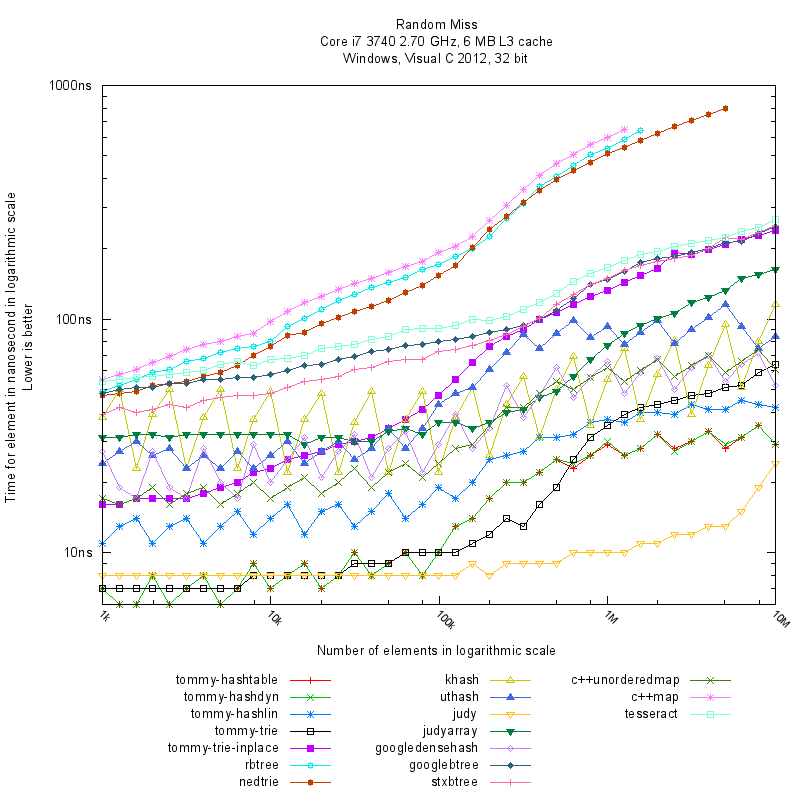 Random Miss
Core i7 3740 2.70 GHz, 6 MB L3 cache
Windows, Visual C 2012, 32 bit
1000ns
100ns
10ns
Time for element in nanosecond in logarithmic scale
Lower is better
1k
10k
100k
1M
10M
Number of elements in logarithmic scale
tommy-hashtable
tommy-hashdyn
tommy-hashlin
tommy-trie
tommy-trie-inplace
rbtree
nedtrie
khash
uthash
judy
judyarray
googledensehash
googlebtree
stxbtree
c++unorderedmap
c++map
tesseract